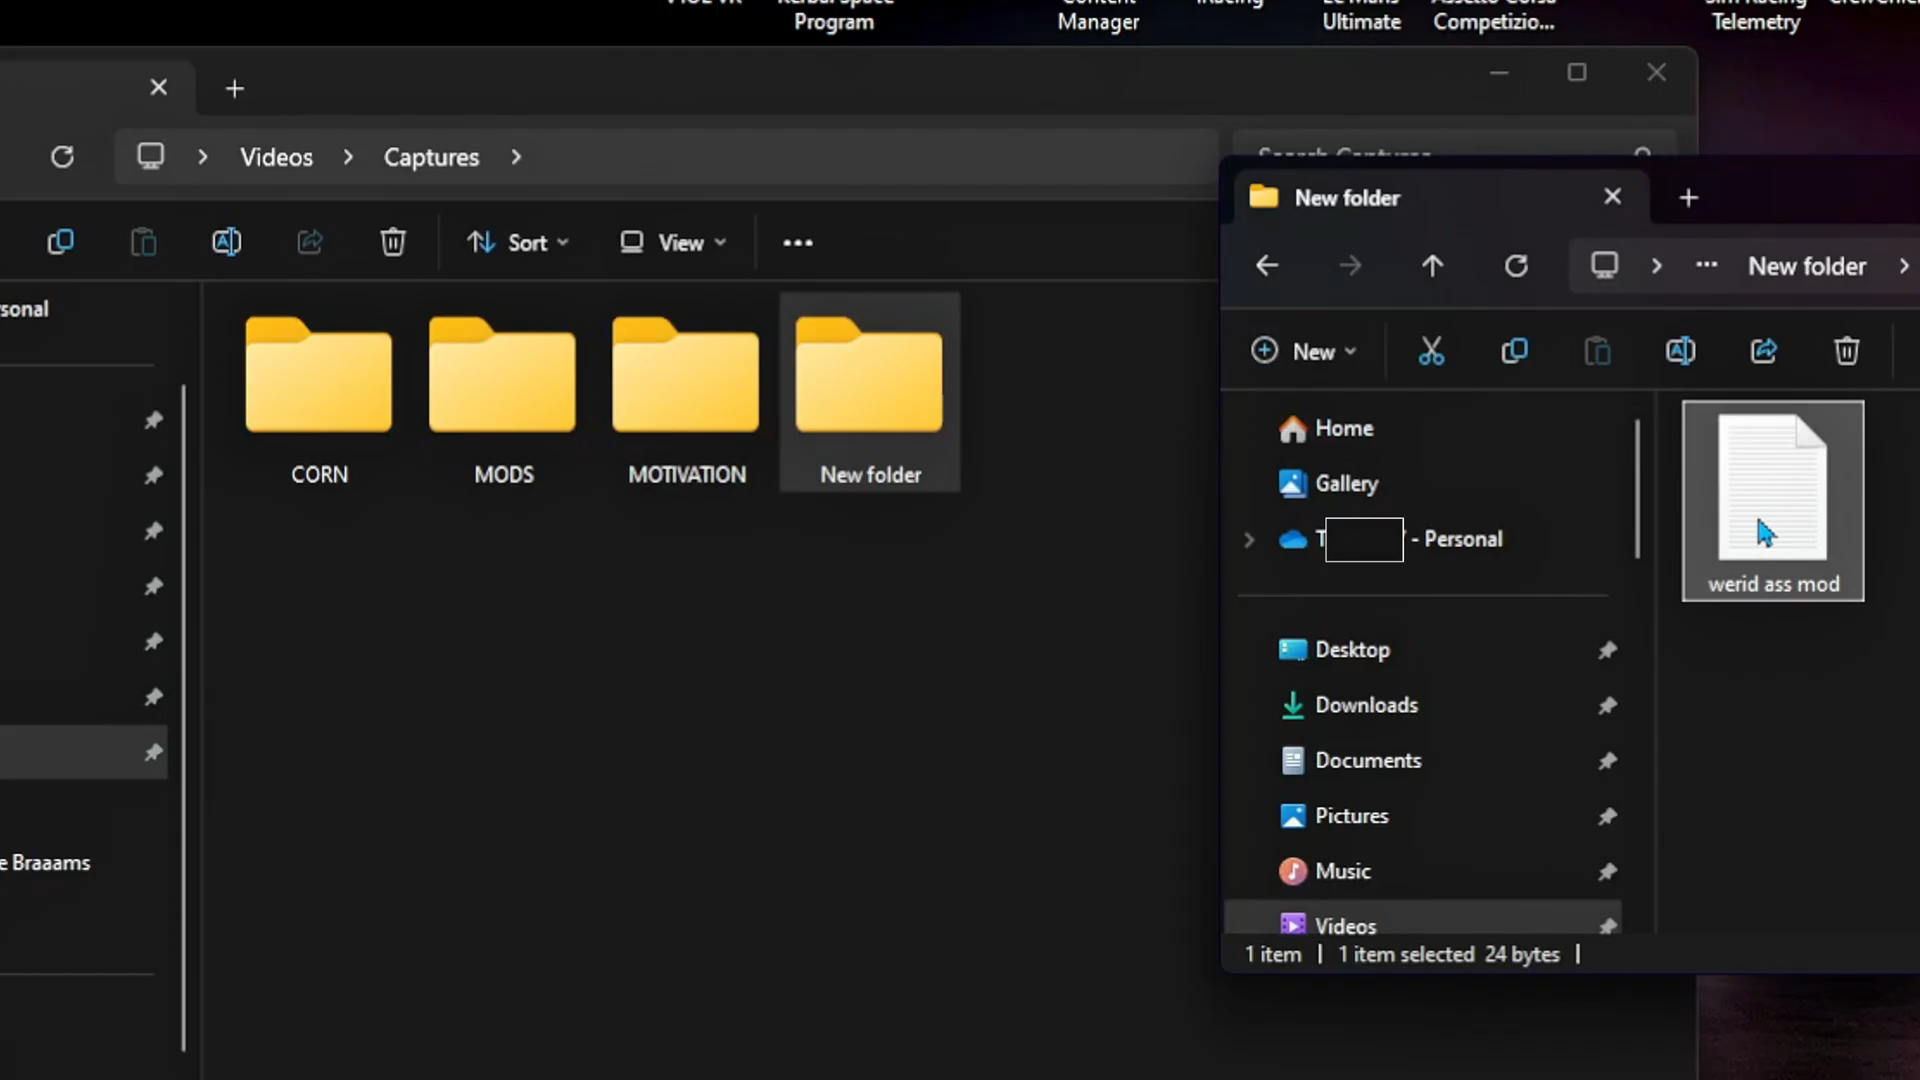 Program
Manager
Ultimate
Competizio...
Telemetry
Videos
Captures
Sort
View
sonal
CORN
MODS
MOTIVATION
New folder
e Braaams
New folder
New folder
New
Home
Gallery
T - Personal
werid ass mod
Desktop
Downloads
Documents
Pictures
Music
Videos
1 item
1 item selected 24 bytes